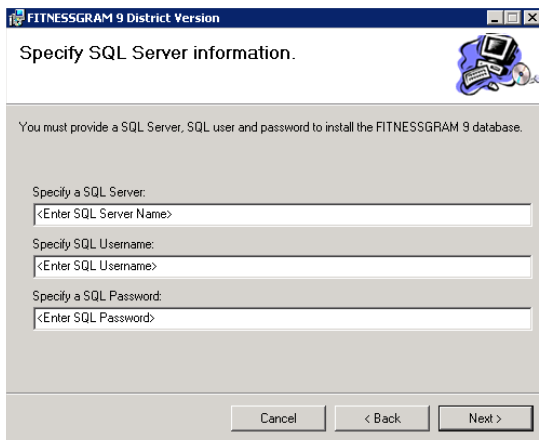 FITNESSGRAM 9 District Version
Specify SQL Server information.
You must provide a SQL Server, SQL user and password to install the FITNESSGRAM 9 database.
Specify a SQL Server:
<Enter SQL Server Name>
Specify SQL Username:
<Enter SQL Username>
Specify a SQL Password:
<Enter SQL Password>
Cancel < Back Next >